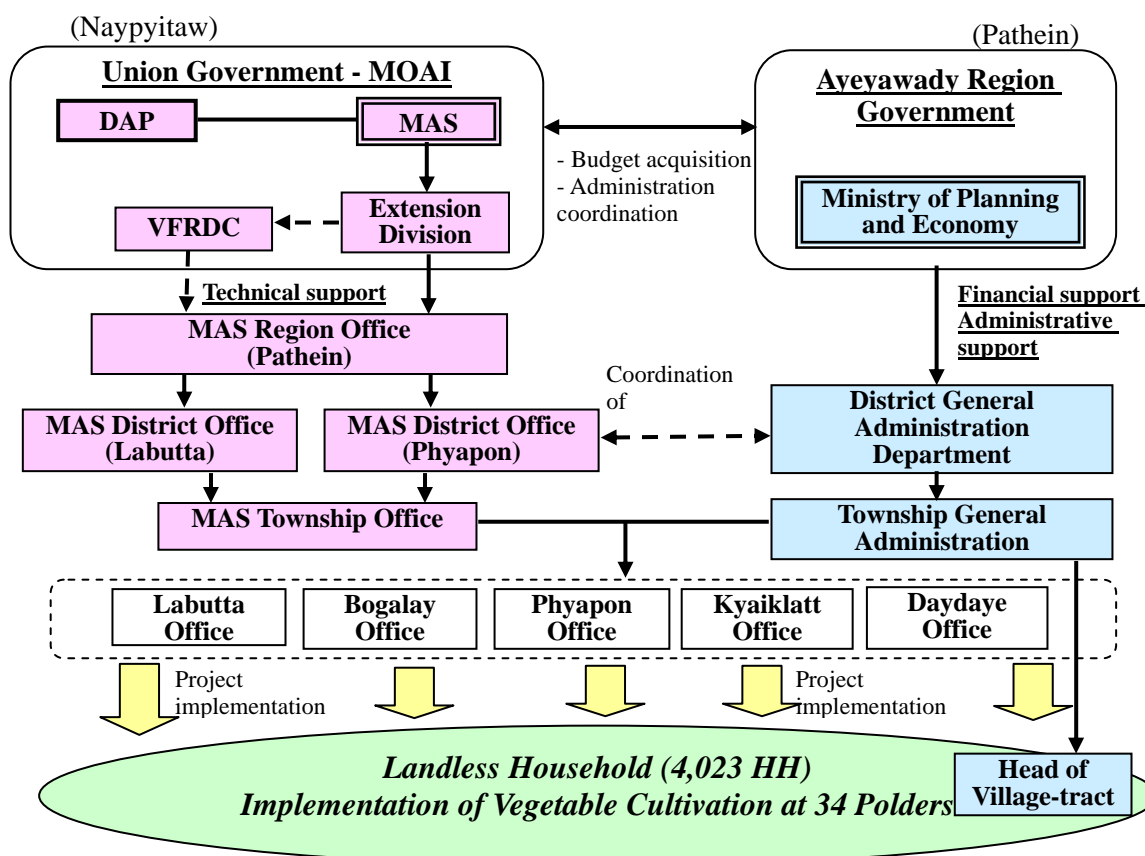 (Naypyitaw)
(Pathein)
Union Government - MOAI
DAP
MAS
VFRDC
Extension
Division
- Budget acquisition
- Administration
coordination
Ayeyawady Region
Government
Ministry of Planning
and Economy
Technical support
Financial support
Administrative
support
MAS Region Office
(Pathein)
MAS District Office
(Labutta)
MAS District Office
(Phyapon)
Coordination
of
District General
Administration
Department
MAS Township Office
Township General
Administration
Labutta
Office
Bogalay
Office
Phyapon
Office
Kyaiklatt
Office
Daydaye
Office
Project
implementation
Project
implementation
Landless Household (4,023 HH)
Implementation of Vegetable Cultivation at 34 Polders
Head of
Village-tract